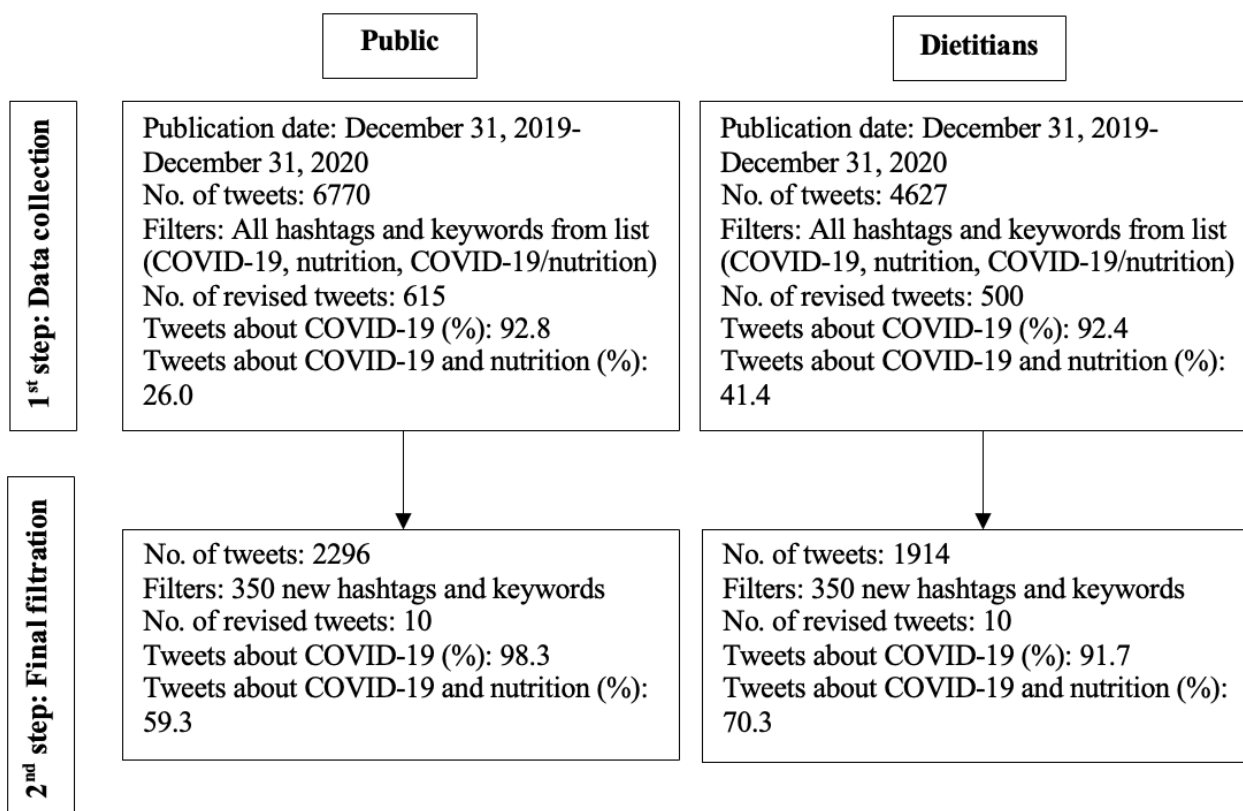 Public
Dietitians
1st step: Data collection
Publication date: December 31, 2019-
December 31, 2020
No. of tweets: 6770
Filters: All hashtags and keywords from list
(COVID-19, nutrition, COVID-19/nutrition)
No. of revised tweets: 615
Tweets about COVID-19 (%): 92.8
Tweets about COVID-19 and nutrition (%):
26.0
Publication date: December 31, 2019-
December 31, 2020
No. of tweets: 4627
Filters: All hashtags and keywords from list
(COVID-19, nutrition, COVID-19/nutrition)
No. of revised tweets: 500
Tweets about COVID-19 (%): 92.4
Tweets about COVID-19 and nutrition (%):
41.4
2nd step: Final filtration
No. of tweets: 2296
Filters: 350 new hashtags and keywords
No. of revised tweets: 10
Tweets about COVID-19 (%): 98.3
Tweets about COVID-19 and nutrition (%):
59.3
No. of tweets: 1914
Filters: 350 new hashtags and keywords
No. of revised tweets: 10
Tweets about COVID-19 (%): 91.7
Tweets about COVID-19 and nutrition (%):
70.3